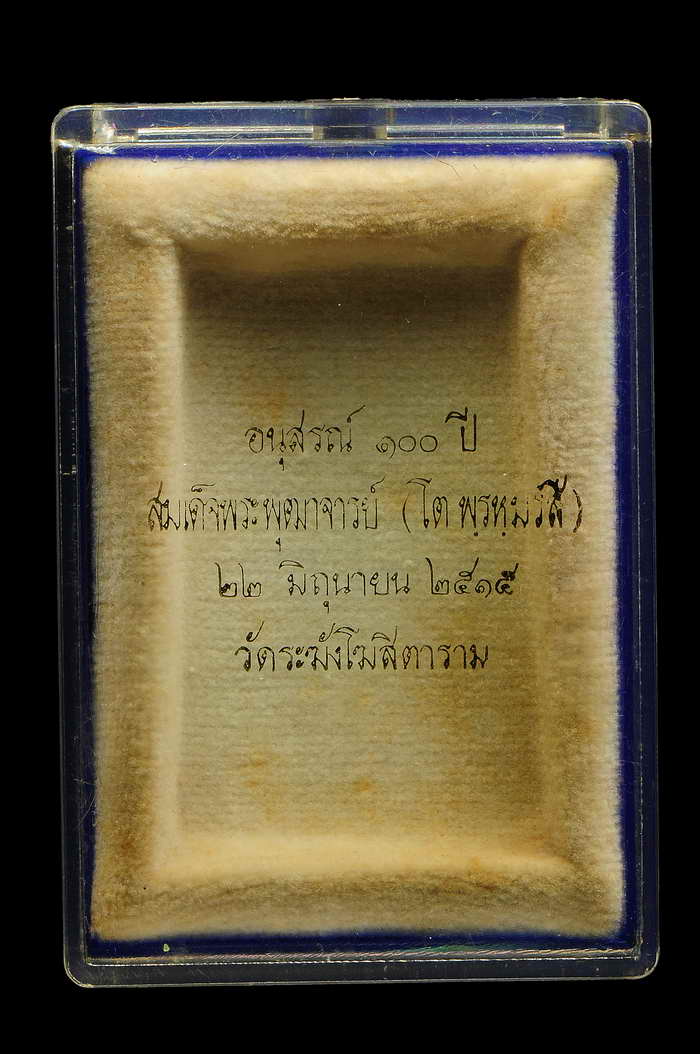 อนุสรณ์ ๑๐๐ ปี
สมเด็จพระพุฒาจารย์ (โต พฺรหฺมรํสี)
๒๒ มิถุนายน ๒๕๑๕
วัดระฆังโฆสิตาราม